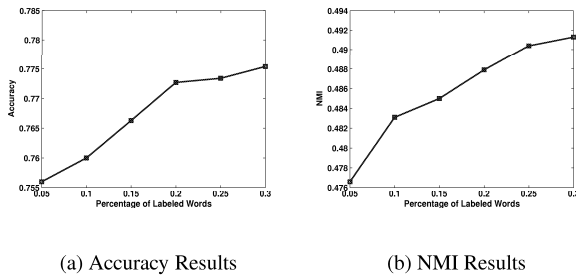 0.785
0.78
0.775
0.77
0.765
0.76
0.755
Accuracy
0.05 0.1 0.15 0.2 0.25 0.3
Percentage of Labeled Words
(a) Accuracy Results
0.494
0.492
0.49
0.488
0.486
0.484
0.482
0.48
0.478
0.476
NMI
0.05 0.1 0.15 0.2 0.25 0.3
Percentage of Labeled Words
(b) NMI Results